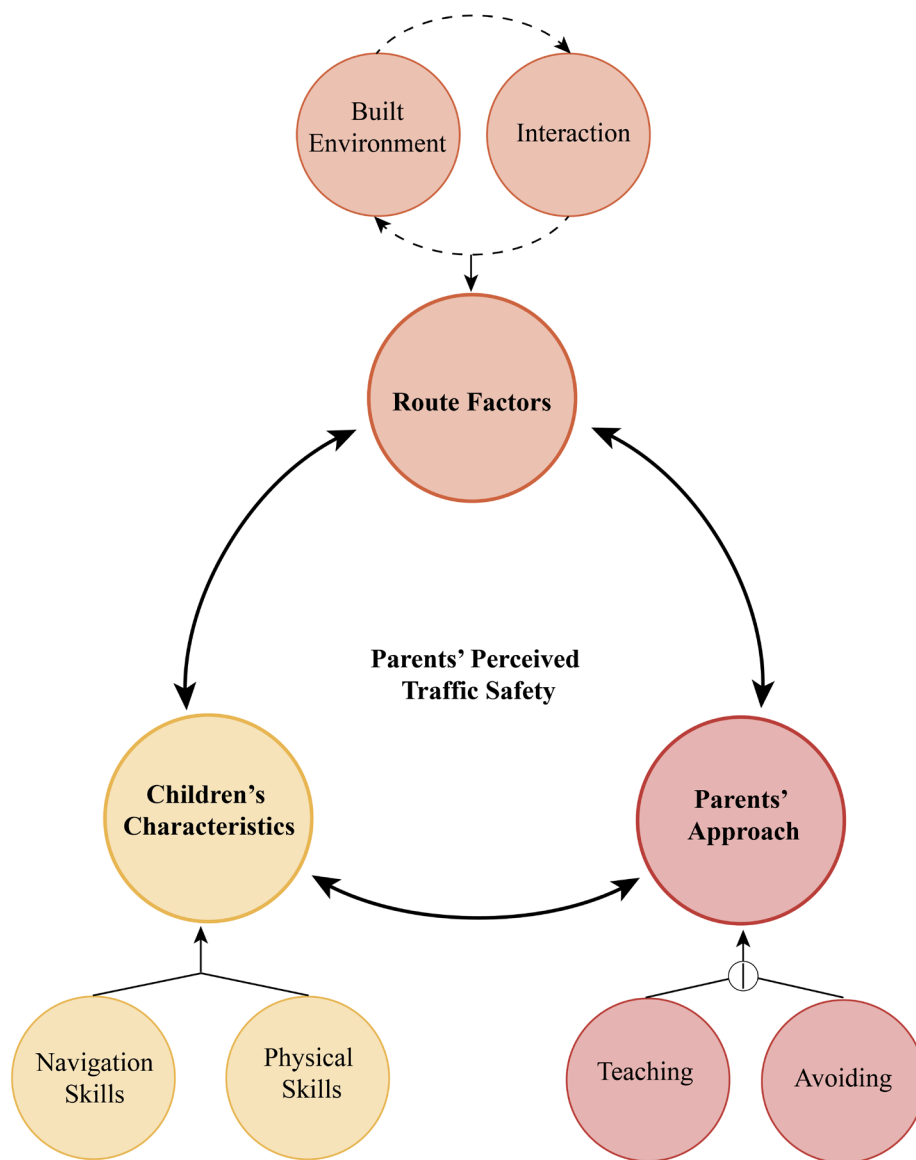 Built
Environment
Interaction
Route Factors
Parents’ Perceived
Traffic Safety
Children’s
Characteristics
Parents’
Approach
Navigation
Skills
Physical
Skills
Teaching
Avoiding